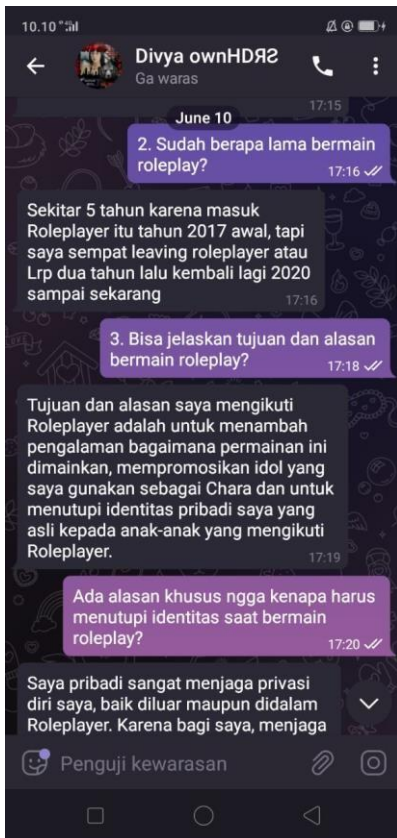 10.10
Divya ownHDЯƧ
Ga waras
17:15
June 10
2. Sudah berapa lama bermain
roleplay?
17:16
Sekitar 5 tahun karena masuk
Roleplayer itu tahun 2017 awal, tapi
saya sempat leaving roleplayer atau
Lrp dua tahun lalu kembali lagi 2020
sampai sekarang
17:16
3. Bisa jelaskan tujuan dan alasan
bermain roleplay?
17:18
Tujuan dan alasan saya mengikuti
Roleplayer adalah untuk menambah
pengalaman bagaimana permainan ini
dimainkan, mempromosikan idol yang
saya gunakan sebagai Chara dan untuk
menutupi identitas pribadi saya yang
asli kepada anak-anak yang mengikuti
Roleplayer.
17:19
Ada alasan khusus ngga kenapa harus
menutupi identitas saat bermain
roleplay?
17:20
Saya pribadi sangat menjaga privasi
diri saya, baik diluar maupun didalam
Roleplayer. Karena bagi saya, menjaga
Penguji kewarasan